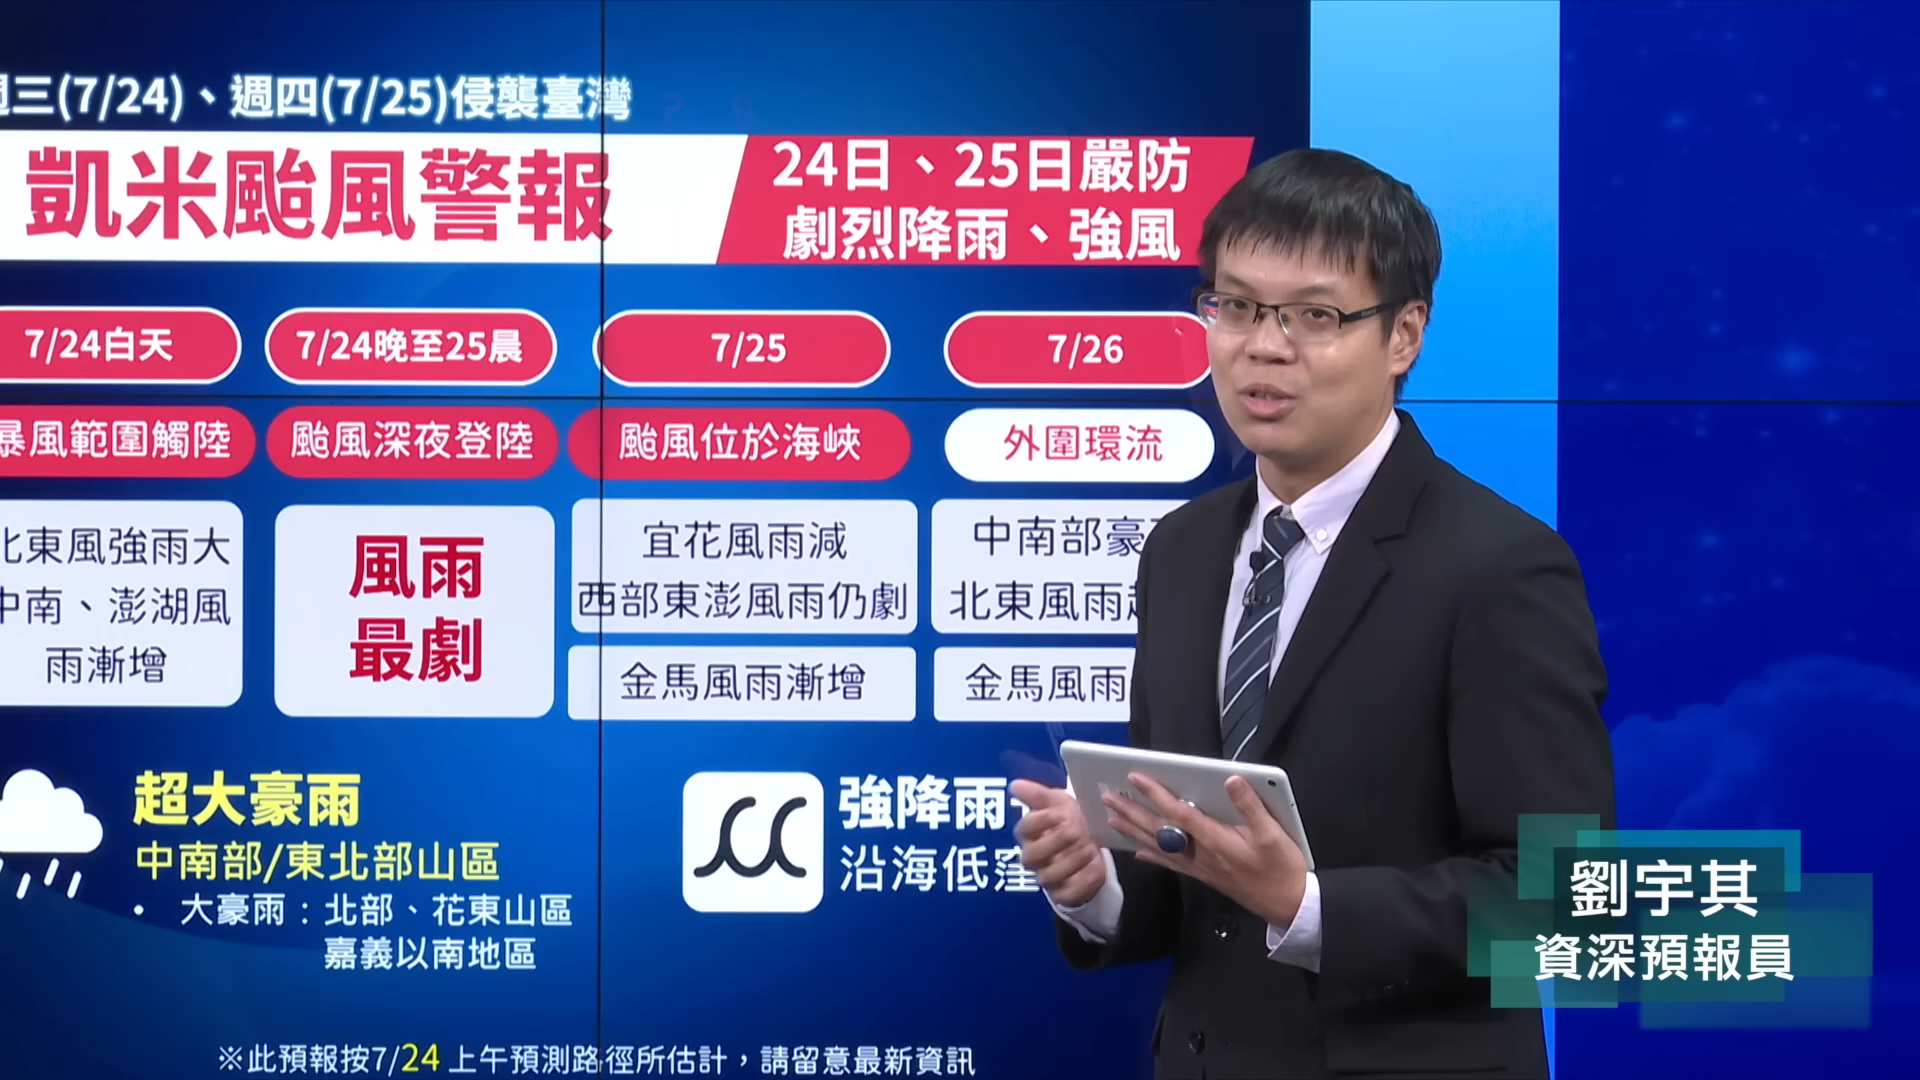 三(7/24)、週四(7/25)侵襲臺灣
凱米颱風警報
24日、25日嚴防
劇烈降雨、強風
7/24白天
7/24晚至25晨
7/25
7/26
暴風範圍觸陸
颱風深夜登陸
颱風位於海峽
外圍環流
北東風強雨大
中南、澎湖風
雨漸增
風雨
最劇
宜花風雨減
西部東澎風雨仍劇
金馬風雨漸增
中南部豪
北東風雨
金馬風雨
超大豪雨
中南部/東北部山區
• 大豪雨：北部、花東山區
嘉義以南地區
強降雨
沿海低窪
※此預報按7/24 上午預測路徑所估計，請留意最新資訊
劉宇其
資深預報員